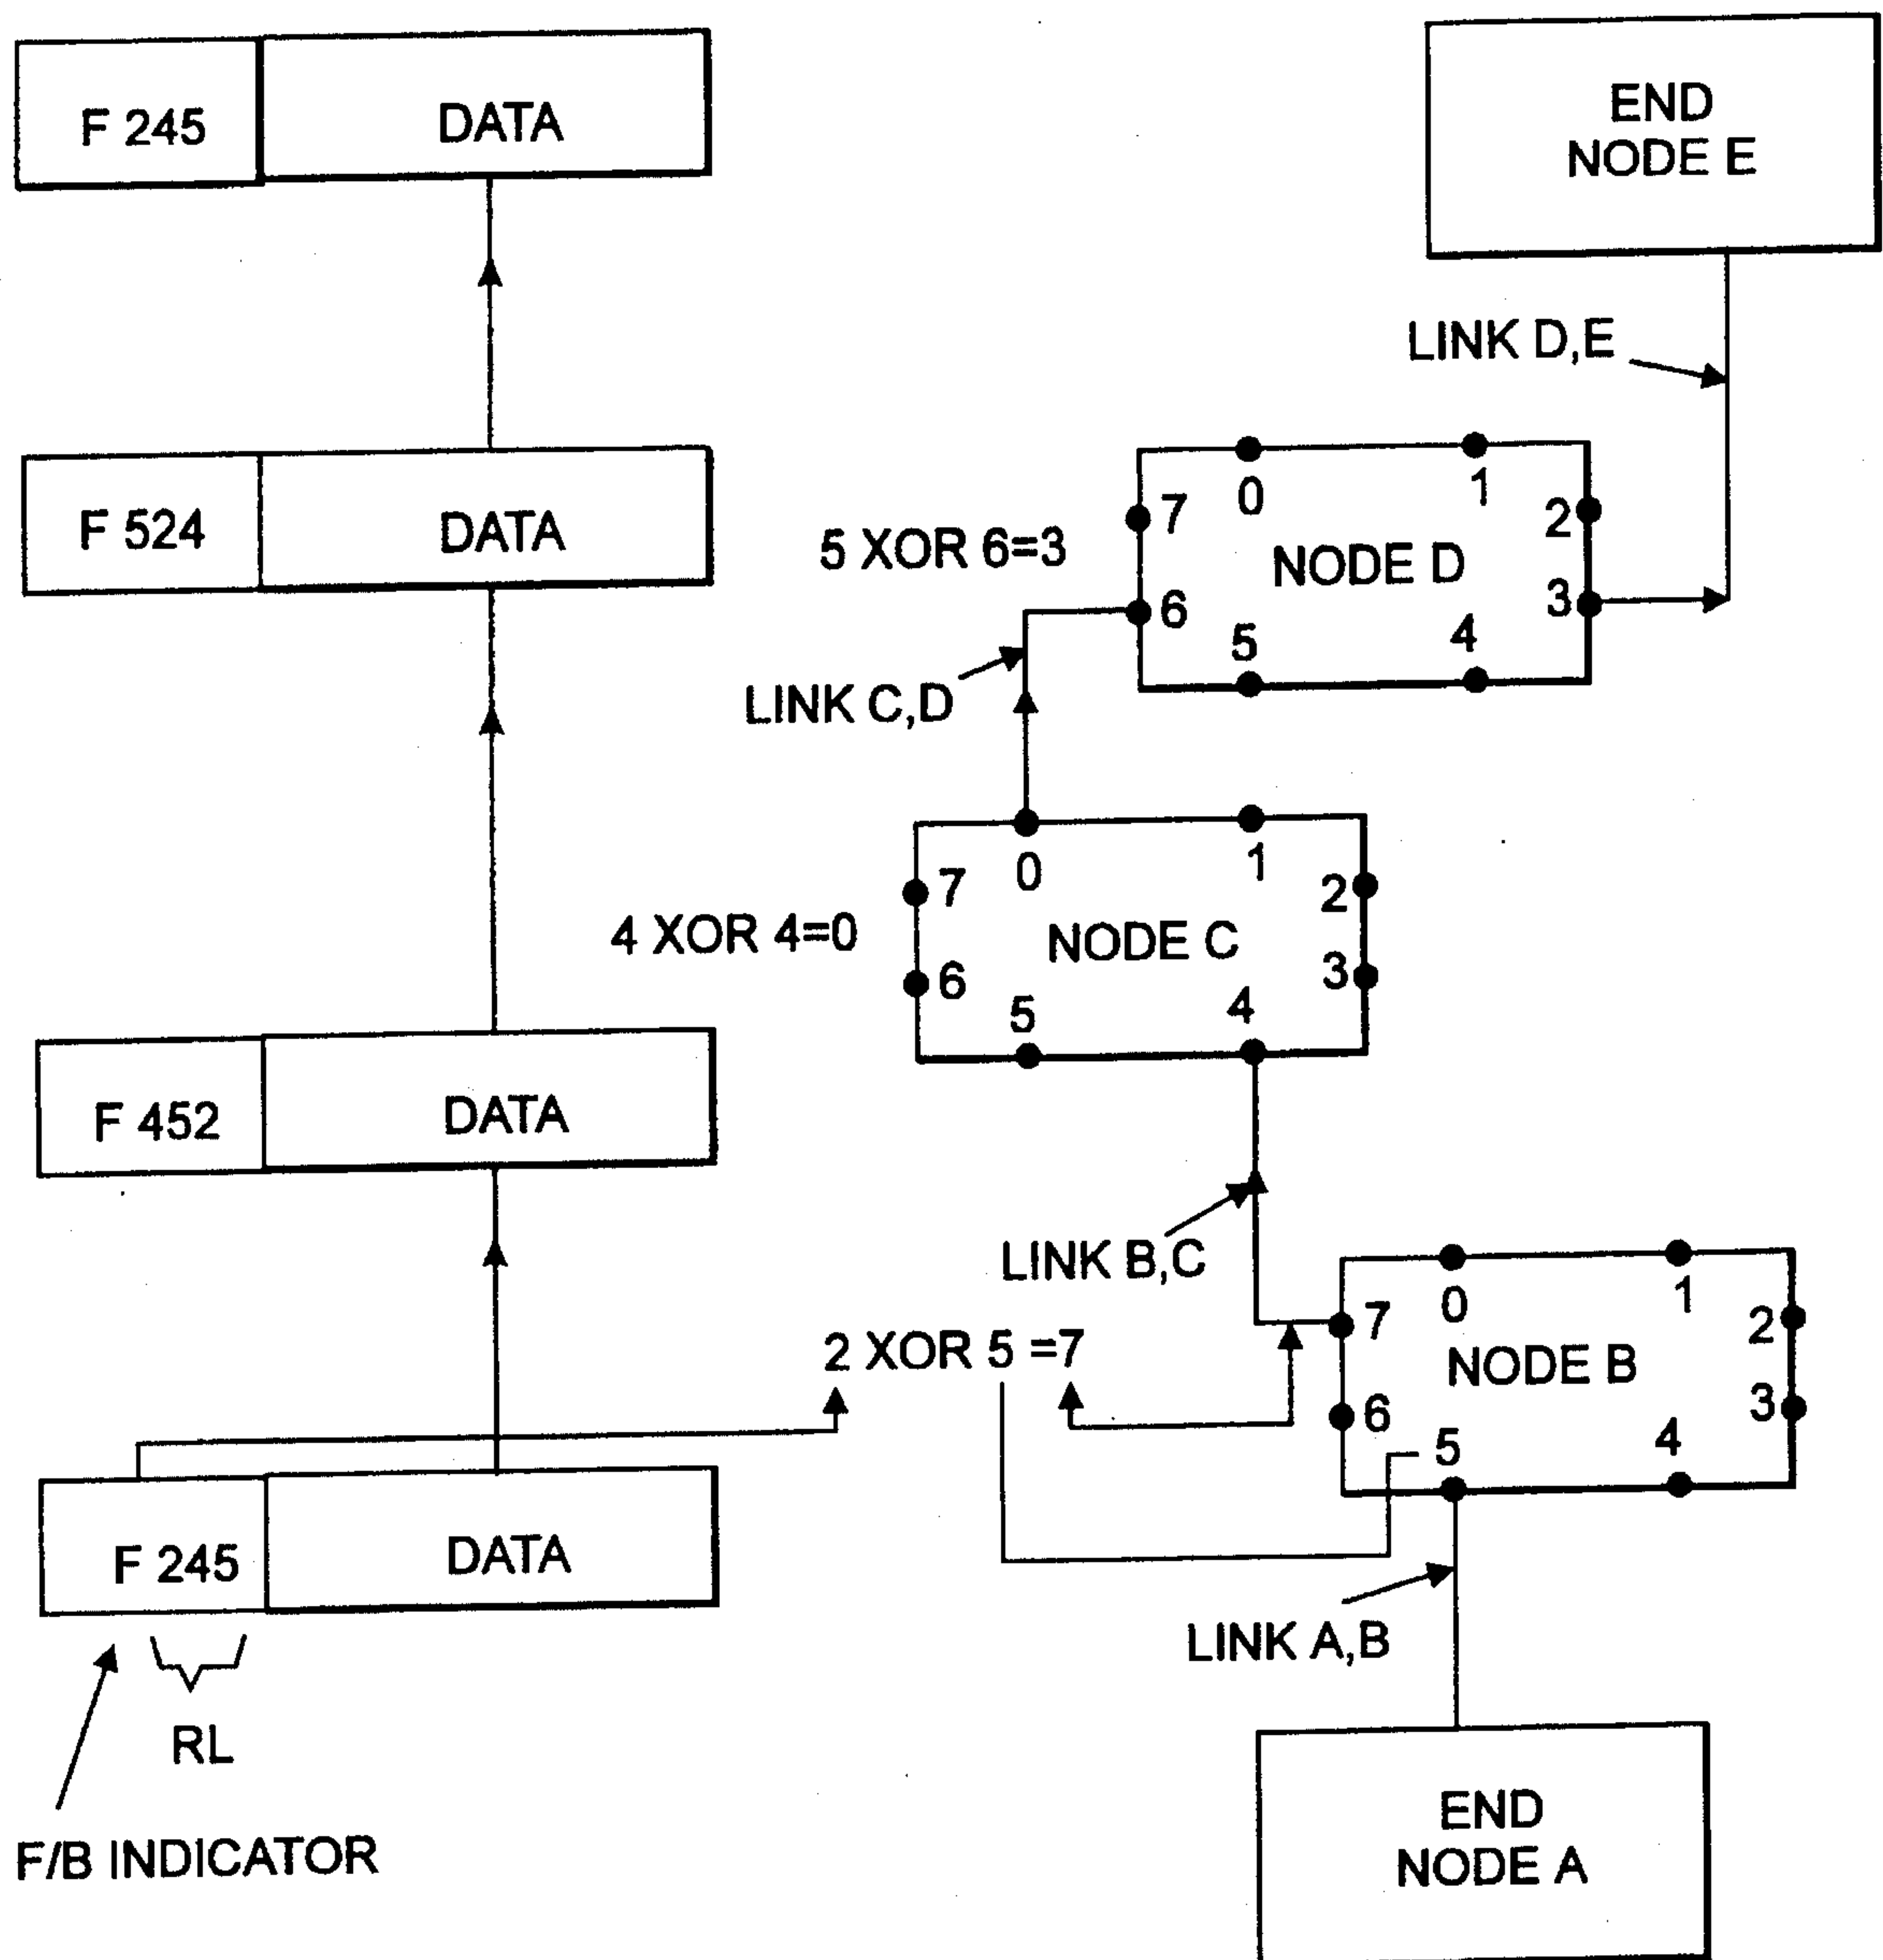 F 245
DATA
END
NODE E
LINK D,E
F 524
DATA
5 XOR 6=3
0
1
7
2
NODE D
6
3
5
4
LINK C,D
0
1
7
2
4 XOR 4=0
NODE C
6
3
5
4
F 452
DATA
LINK B,C
0
1
7
2
2 XOR 5 =7
NODE B
6
3
5
4
F 245
DATA
LINK A,B
RL
F/B INDICATOR
END
NODE A